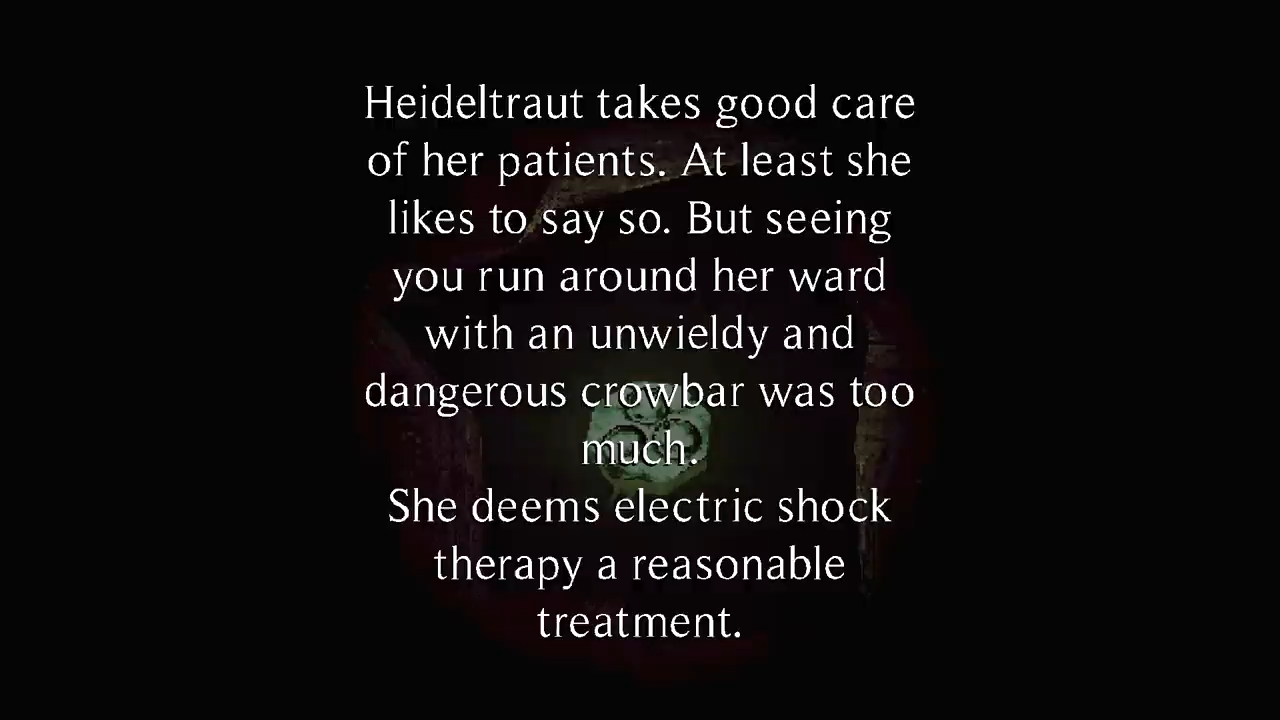 Heideltraut takes good care
of her patients. At least she
likes to say so. But seeing
you run around her ward
with an unwieldy and
dangerous crowbar was too
much.
She deems electric shock
therapy a reasonable
treatment.